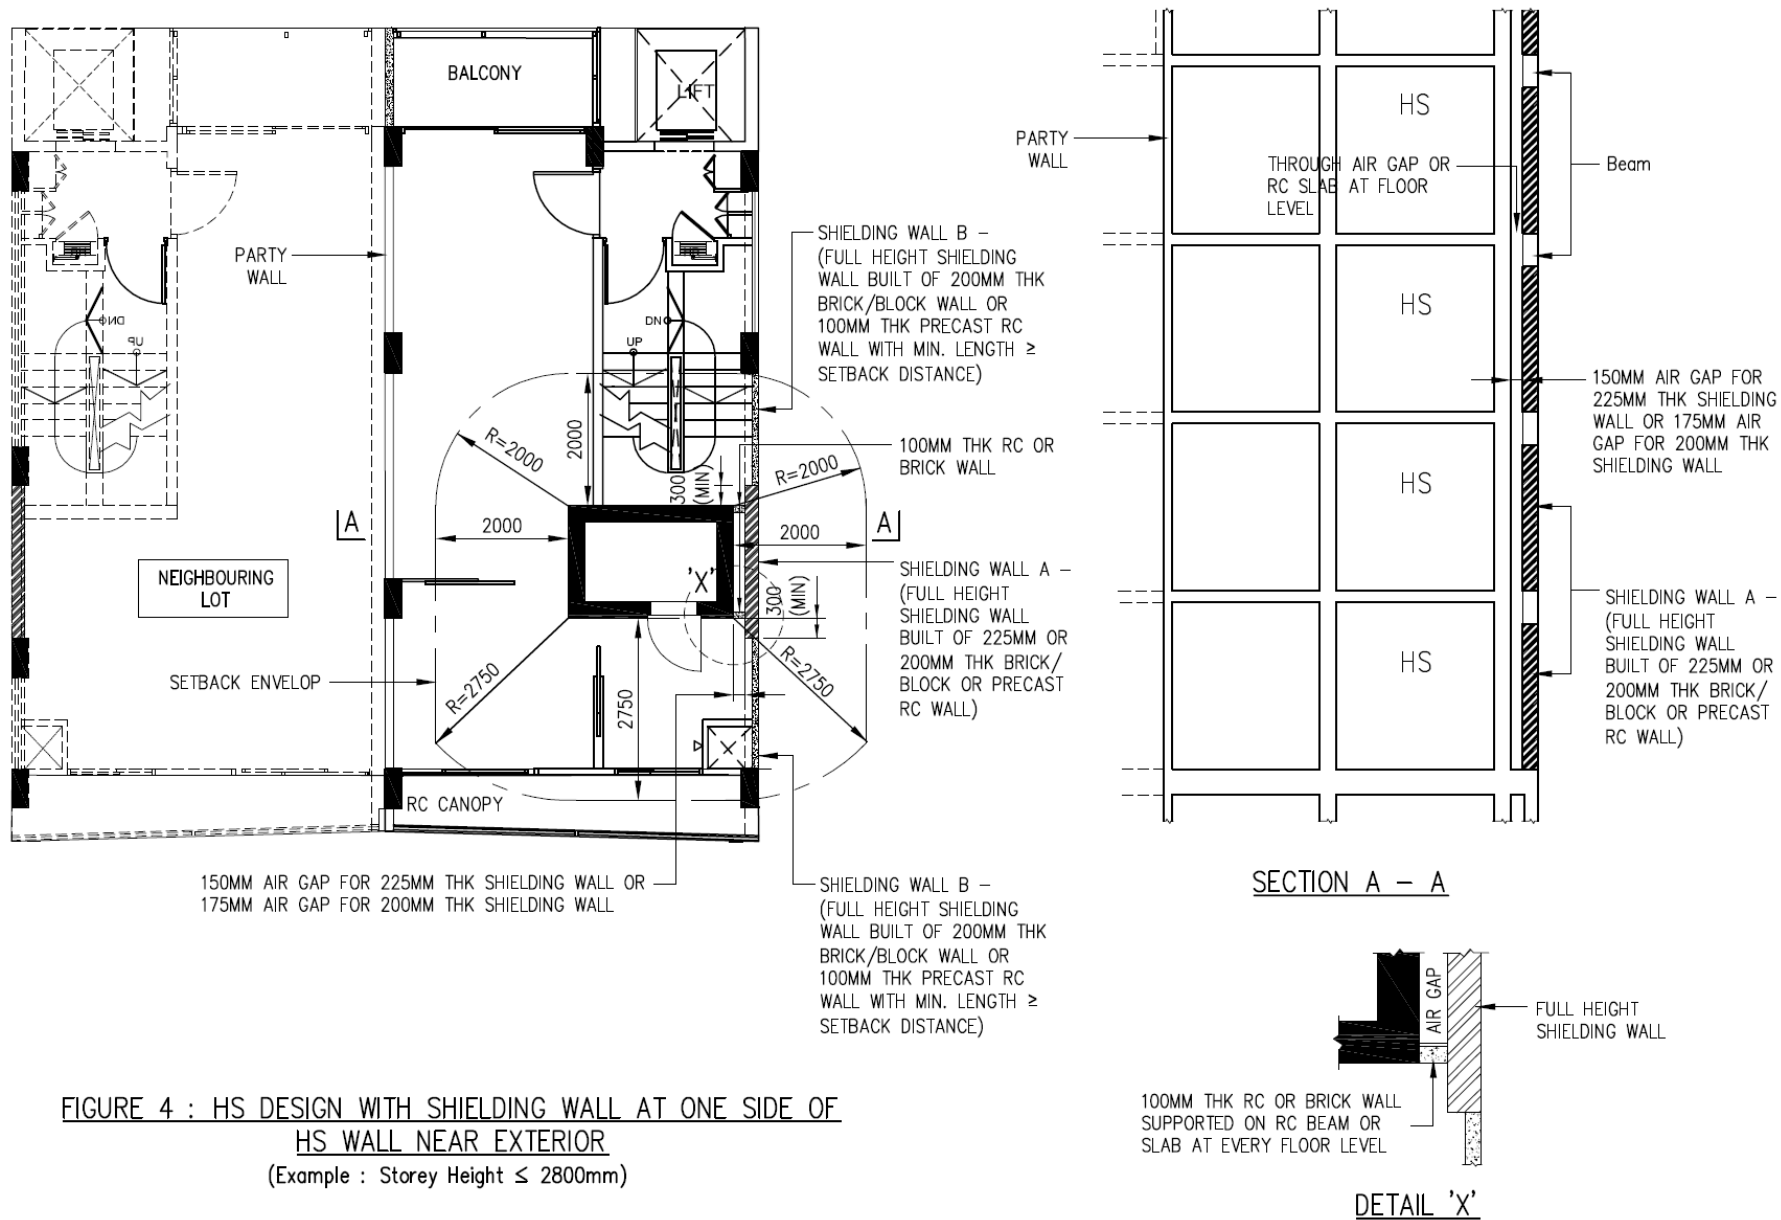 BALCONY
LIFT
PARTY
WALL
DN
UP
DN
UP
SHIELDING WALL B –
(FULL HEIGHT SHIELDING
WALL BUILT OF 200MM THK
BRICK/BLOCK WALL OR
100MM THK PRECAST RC
WALL WITH MIN. LENGTH ≥
SETBACK DISTANCE)
R=2000
2000
300
(MIN)
R=2000
100MM THK RC OR
BRICK WALL
A
2000
2000
A
NEIGHBOURING
LOT
'X'
300
(MIN)
SHIELDING WALL A –
(FULL HEIGHT
SHIELDING WALL
BUILT OF 225MM OR
200MM THK BRICK/
BLOCK OR PRECAST
RC WALL)
SETBACK ENVELOP
R=2750
2750
R=2750
RC CANOPY
150MM AIR GAP FOR 225MM THK SHIELDING WALL OR
175MM AIR GAP FOR 200MM THK SHIELDING WALL
SHIELDING WALL B –
(FULL HEIGHT SHIELDING
WALL BUILT OF 200MM THK
BRICK/BLOCK WALL OR
100MM THK PRECAST RC
WALL WITH MIN. LENGTH ≥
SETBACK DISTANCE)
FIGURE 4 : HS DESIGN WITH SHIELDING WALL AT ONE SIDE OF
HS WALL NEAR EXTERIOR
(Example : Storey Height ≤ 2800mm)
HS
PARTY
WALL
THROUGH AIR GAP OR
RC SLAB AT FLOOR
LEVEL
Beam
HS
150MM AIR GAP FOR
225MM THK SHIELDING
WALL OR 175MM AIR
GAP FOR 200MM THK
SHIELDING WALL
HS
SHIELDING WALL A –
(FULL HEIGHT
SHIELDING WALL
BUILT OF 225MM OR
200MM THK BRICK/
BLOCK OR PRECAST
RC WALL)
HS
SECTION A – A
AIR GAP
FULL HEIGHT
SHIELDING WALL
100MM THK RC OR BRICK WALL
SUPPORTED ON RC BEAM OR
SLAB AT EVERY FLOOR LEVEL
DETAIL 'X'